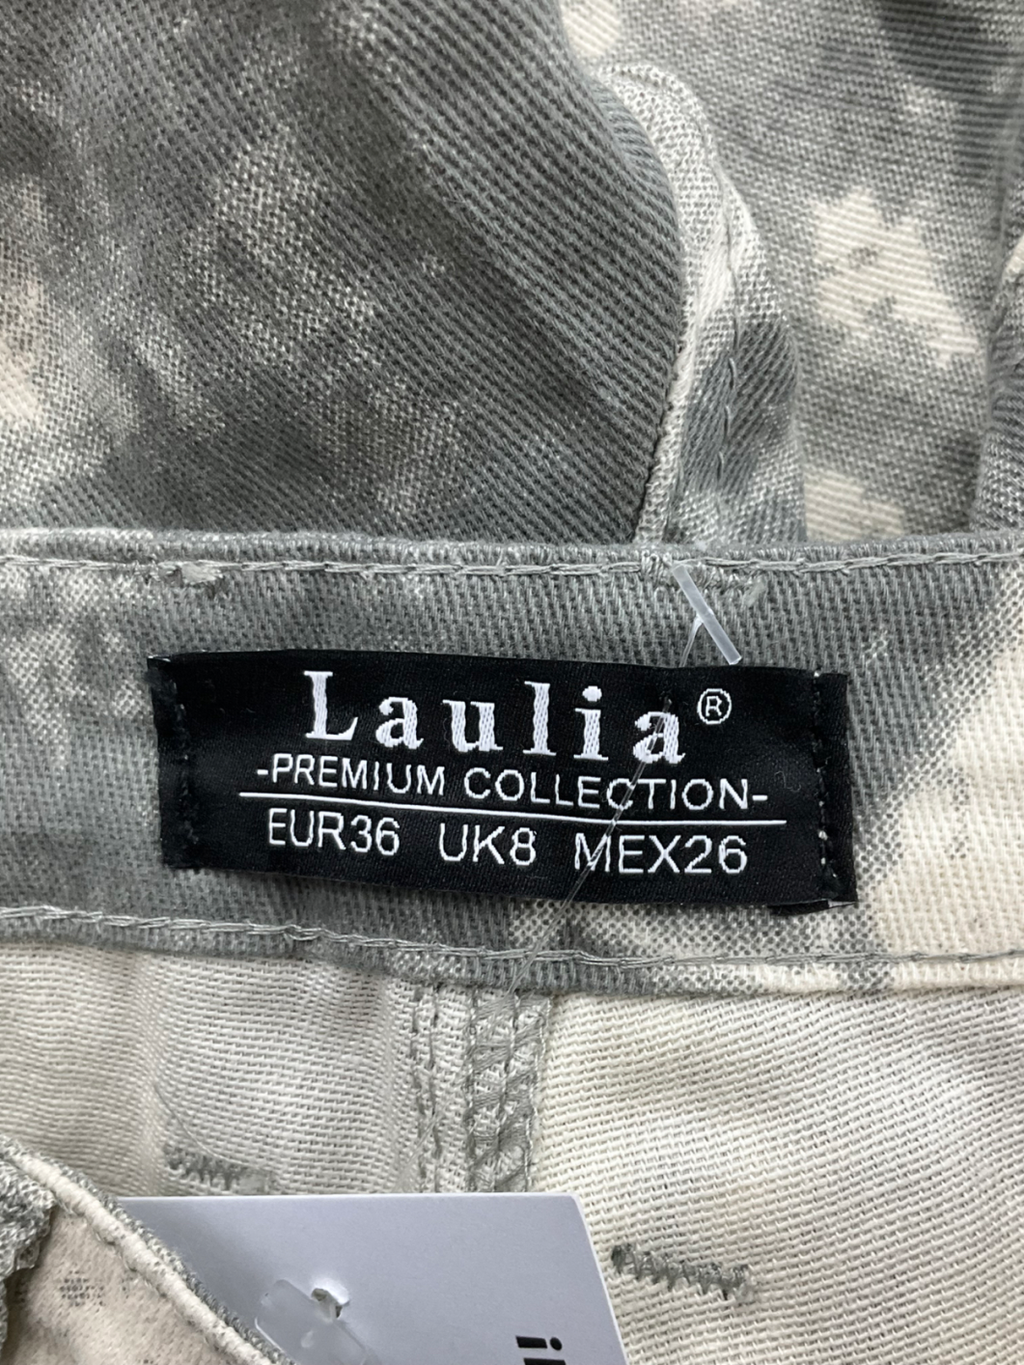 Laulia®
-PREMIUM COLLECTION-
EUR36 UK8 MEX26